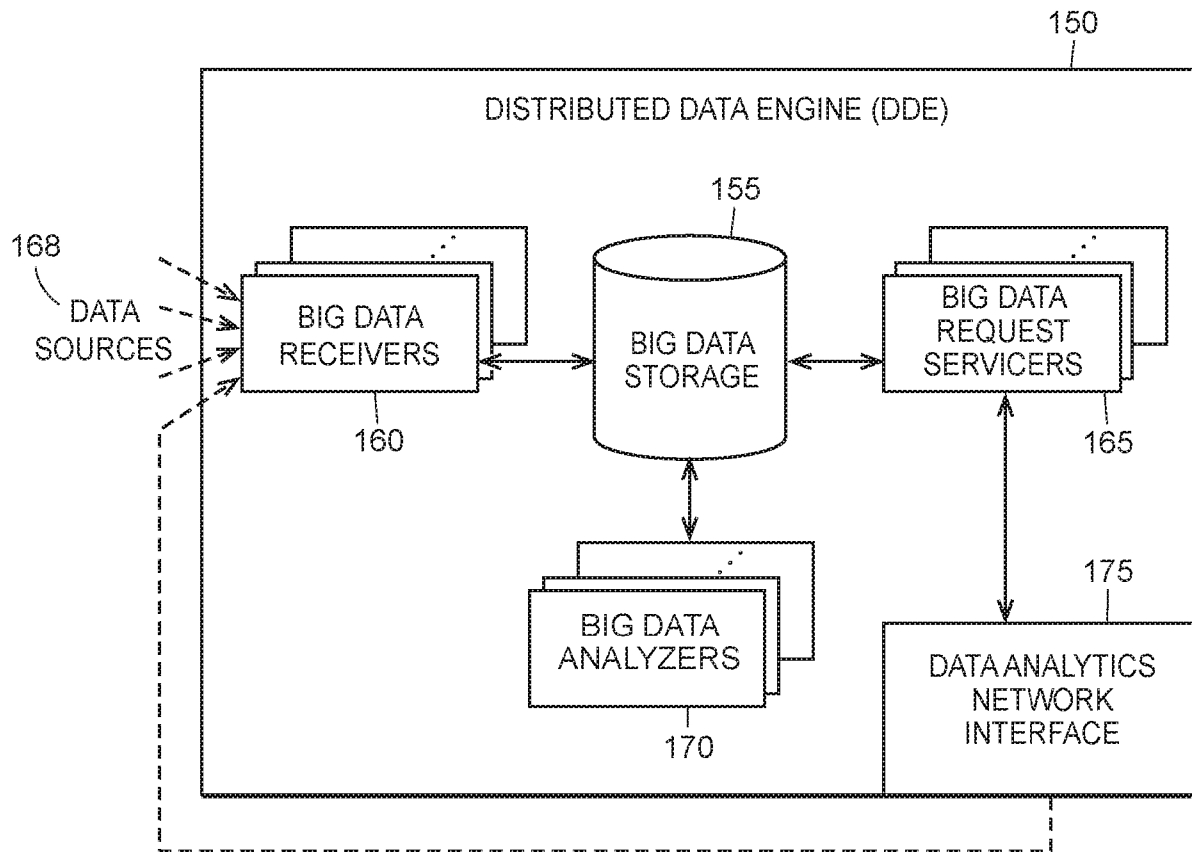 150
DISTRIBUTED DATA ENGINE (DDE)
155
168
DATA
SOURCES
BIG DATA
RECEIVERS
160
BIG DATA
STORAGE
BIG DATA
REQUEST
SERVICERS
165
BIG DATA
ANALYZERS
170
175
DATA ANALYTICS
NETWORK
INTERFACE